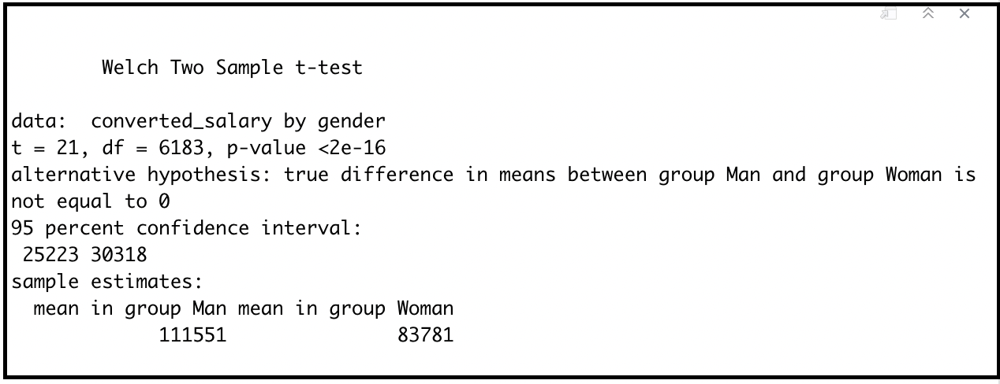 Welch Two Sample t-test
data:  converted_salary by gender
t = 21, df = 6183, p-value <2e-16
alternative hypothesis: true difference in means between group Man and group Woman is
not equal to 0
95 percent confidence interval:
 25223 30318
sample estimates:
  mean in group Man mean in group Woman
             111551               83781